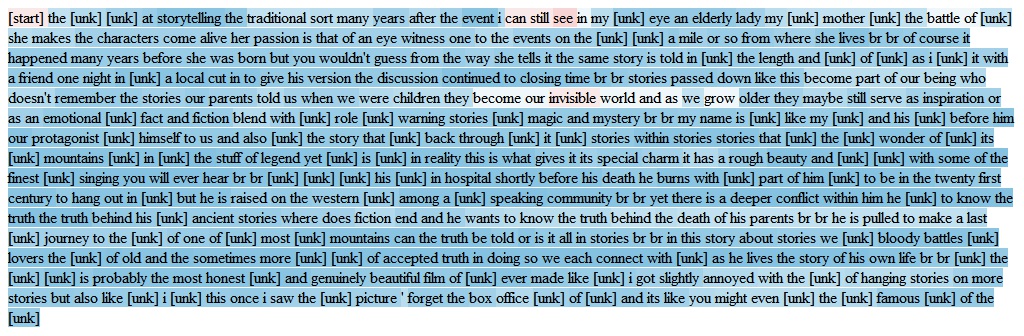 [start] the [unk] [unk] at storytelling the traditional sort many years after the event i can still see in my [unk] eye an elderly lady my [unk] mother [unk] the battle of [unk]
she makes the characters come alive her passion is that of an eye witness one to the events on the [unk] [unk] a mile or so from where she lives br br of course it
happened many years before she was born but you wouldn't guess from the way she tells it the same story is told in [unk] the length and [unk] of [unk] as i [unk] it with
a friend one night in [unk] a local cut in to give his version the discussion continued to closing time br br stories passed down like this become part of our being who
doesn't remember the stories our parents told us when we were children they become our invisible world and as we grow older they maybe still serve as inspiration or
as an emotional [unk] fact and fiction blend with [unk] role [unk] warning stories [unk] magic and mystery br br my name is [unk] like my [unk] and his [unk] before him
our protagonist [unk] himself to us and also [unk] the story that [unk] back through [unk] it [unk] stories within stories stories that [unk] the [unk] wonder of [unk] its
[unk] mountains [unk] in [unk] the stuff of legend yet [unk] is [unk] in reality this is what gives it its special charm it has a rough beauty and [unk] [unk] with some of the
finest [unk] singing you will ever hear br br [unk] [unk] [unk] his [unk] in hospital shortly before his death he burns with [unk] part of him [unk] to be in the twenty first
century to hang out in [unk] but he is raised on the western [unk] among a [unk] speaking community br br yet there is a deeper conflict within him he [unk] to know the
truth the truth behind his [unk] ancient stories where does fiction end and he wants to know the truth behind the death of his parents br br he is pulled to make a last
[unk] journey to the [unk] of one of [unk] most [unk] mountains can the truth be told or is it all in stories br br in this story about stories we [unk] bloody battles [unk]
lovers the [unk] of old and the sometimes more [unk] [unk] of accepted truth in doing so we each connect with [unk] as he lives the story of his own life br br [unk] the
[unk] [unk] is probably the most honest [unk] and genuinely beautiful film of [unk] ever made like [unk] i got slightly annoyed with the [unk] of hanging stories on more
stories but also like [unk] i [unk] this once i saw the [unk] picture ' forget the box office [unk] of [unk] and its like you might even [unk] the [unk] famous [unk] of the
[unk]